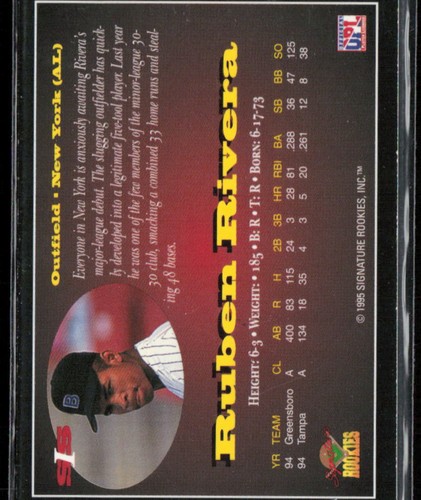 Outfield • New York (AL)
Everyone in New York is anxiously awaiting Rivera's
major-league debut. The slugging outfielder has quick-
ly developed into a legitimate five-tool player. Last year
he was one of the few members of the minor-league 30-
30 club, smacking a combined 33 home runs and steal-
ing 48 bases.
Ruben Rivera
HEIGHT: 6-3 • WEIGHT: • 185 • B: R • T: R • BORN: 6-17-73
YR TEAM CL AB R H 2B 3B HR RBI BA SB BB SO
94 Greensboro A 400 83 115 24 3 28 81 .288 36 47 125
94 Tampa A 134 18 35 4 3 5 20 .261 12 8 38
ROOKIES
© 1995 SIGNATURE ROOKIES, INC.™